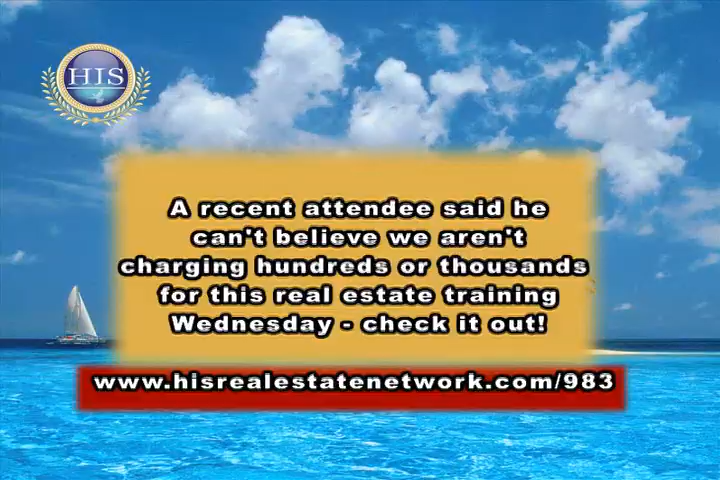 HIS
A recent attendee said he
can't believe we aren't
charging hundreds or thousands
for this real estate training
Wednesday - check it out!
www.hisrealestatenetwork.com/983